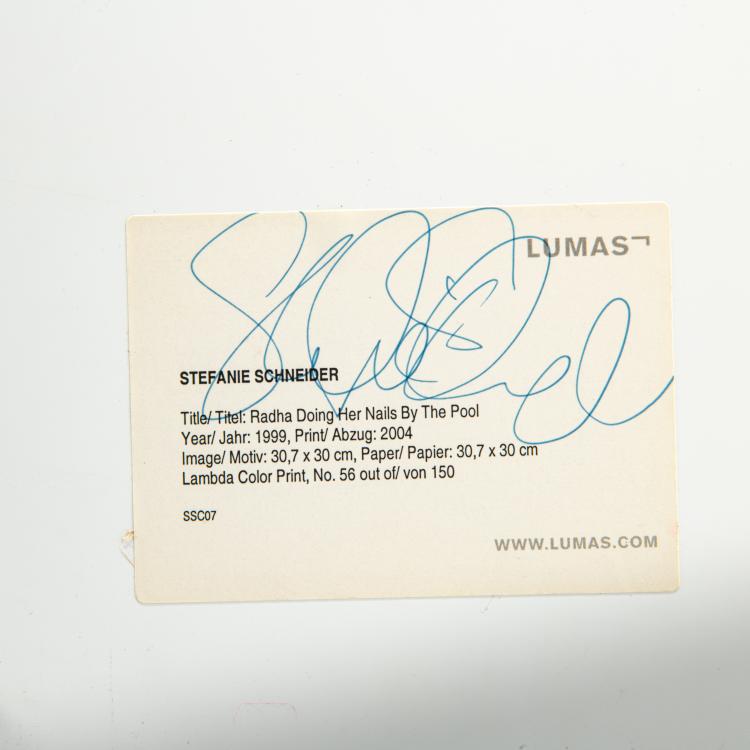 LUMAS
STEFANIE SCHNEIDER
Title/ Titel: Radha Doing Her Nails By The Pool
Year/ Jahr: 1999, Print/ Abzug: 2004
Image/ Motiv: 30,7 x 30 cm, Paper/ Papier: 30,7 x 30 cm
Lambda Color Print, No. 56 out of/ von 150
SSC07
WWW.LUMAS.COM